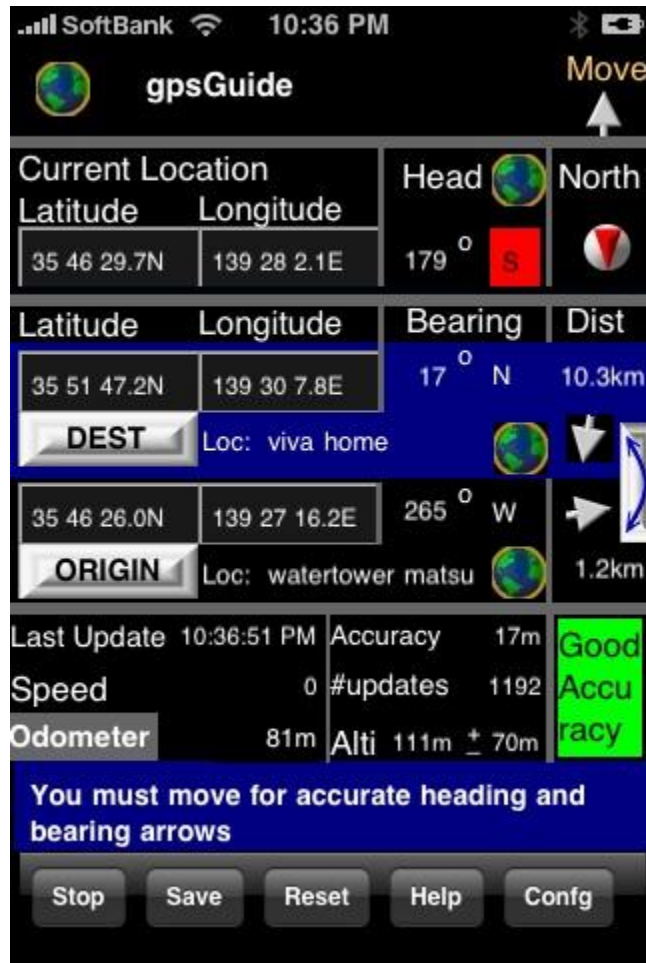 SoftBank 10:36 PM
gpsGuide Move
Current Location Head North
Latitude Longitude
35 46 29.7N 139 28 2.1E 179 o S
Latitude Longitude Bearing Dist
35 51 47.2N 139 30 7.8E 17 o N 10.3km
DEST Loc: viva home
35 46 26.0N 139 27 16.2E 265 o W
ORIGIN Loc: watertower matsu 1.2km
Last Update 10:36:51 PM Accuracy 17m Good
Speed 0 #updates 1192 Accu
Odometer 81m Alti 111m ± 70m racy
You must move for accurate heading and
bearing arrows
Stop Save Reset Help Confg